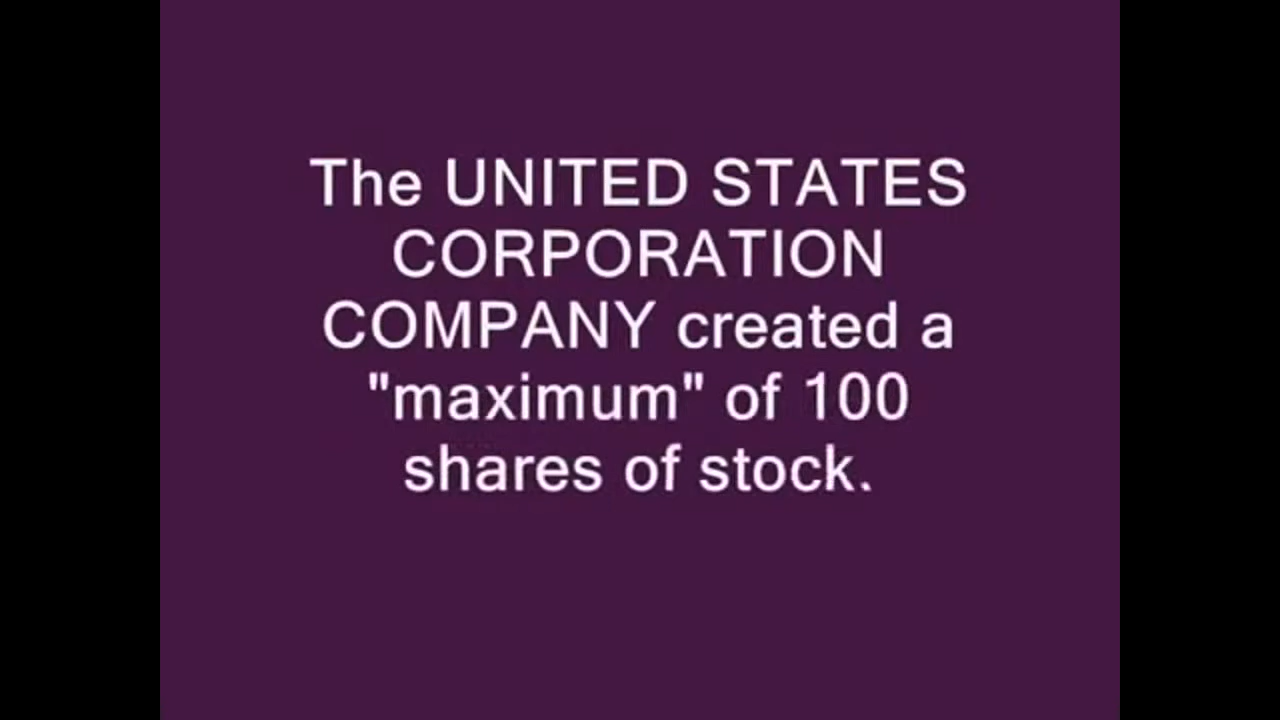 The UNITED STATES
CORPORATION
COMPANY created a
"maximum" of 100
shares of stock.